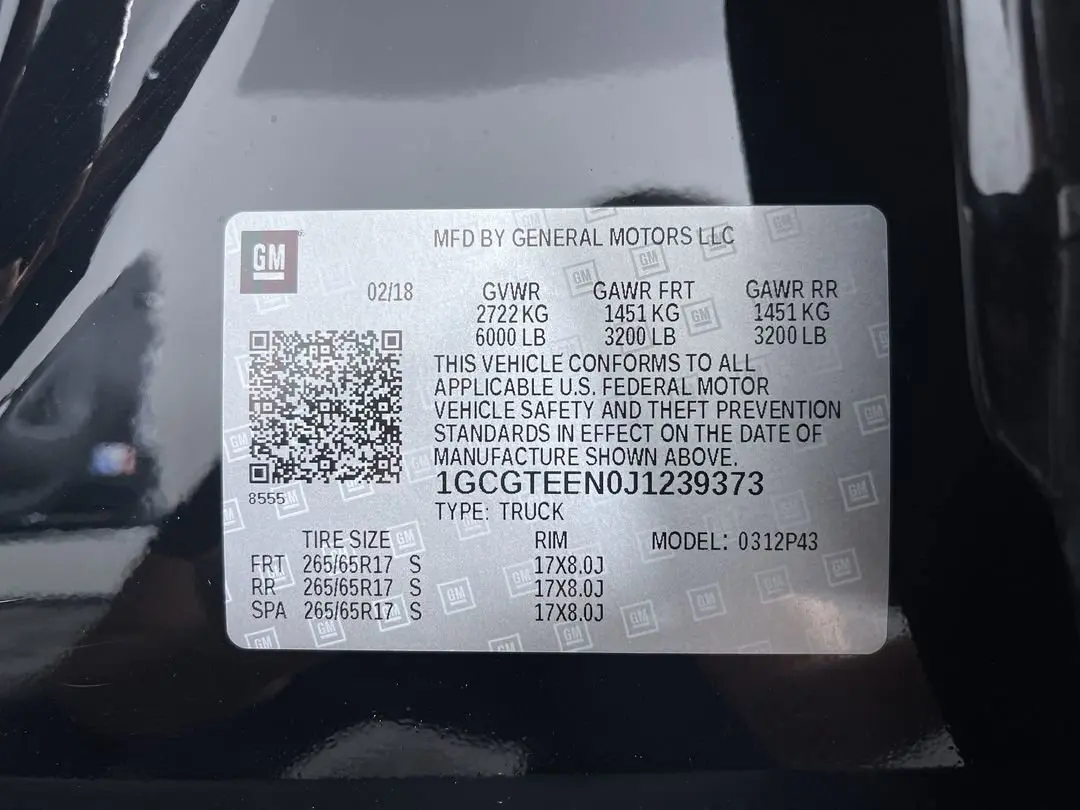 GM
MFD BY GENERAL MOTORS LLC
02/18 GVWR GAWR FRT GAWR RR
2722 KG 1451 KG 1451 KG
6000 LB 3200 LB 3200 LB
THIS VEHICLE CONFORMS TO ALL
APPLICABLE U.S. FEDERAL MOTOR
VEHICLE SAFETY AND THEFT PREVENTION
STANDARDS IN EFFECT ON THE DATE OF
MANUFACTURE SHOWN ABOVE.
1GCGTEEN0J1239373
8555
TYPE: TRUCK
TIRE SIZE RIM MODEL: 0312P43
FRT 265/65R17 S 17X8.0J
RR 265/65R17 S 17X8.0J
SPA 265/65R17 S 17X8.0J